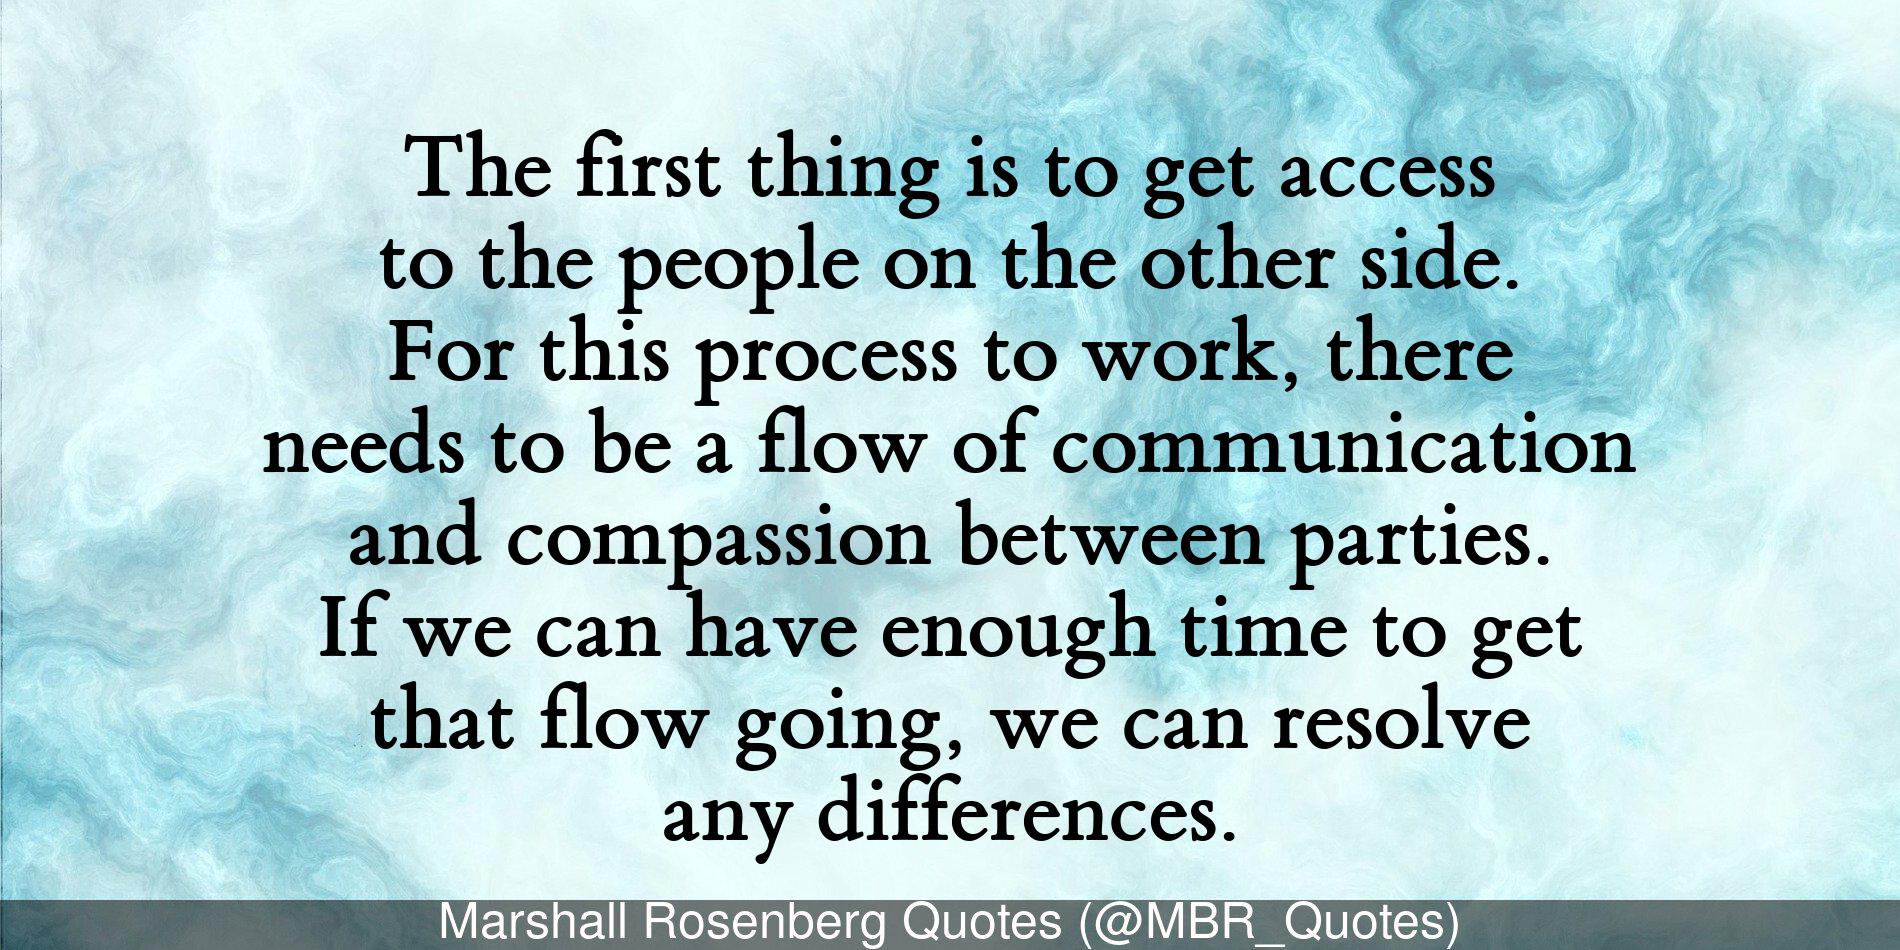 The first thing is to get access
to the people on the other side.
For this process to work, there
needs to be a flow of communication
and compassion between parties.
If we can have enough time to get
that flow going, we can resolve
any differences.
Marshall Rosenberg Quotes (@MBR_Quotes)